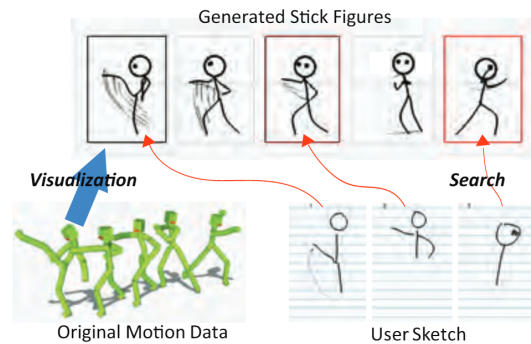 Generated Stick Figures
Visualization
Search
Original Motion Data
User Sketch